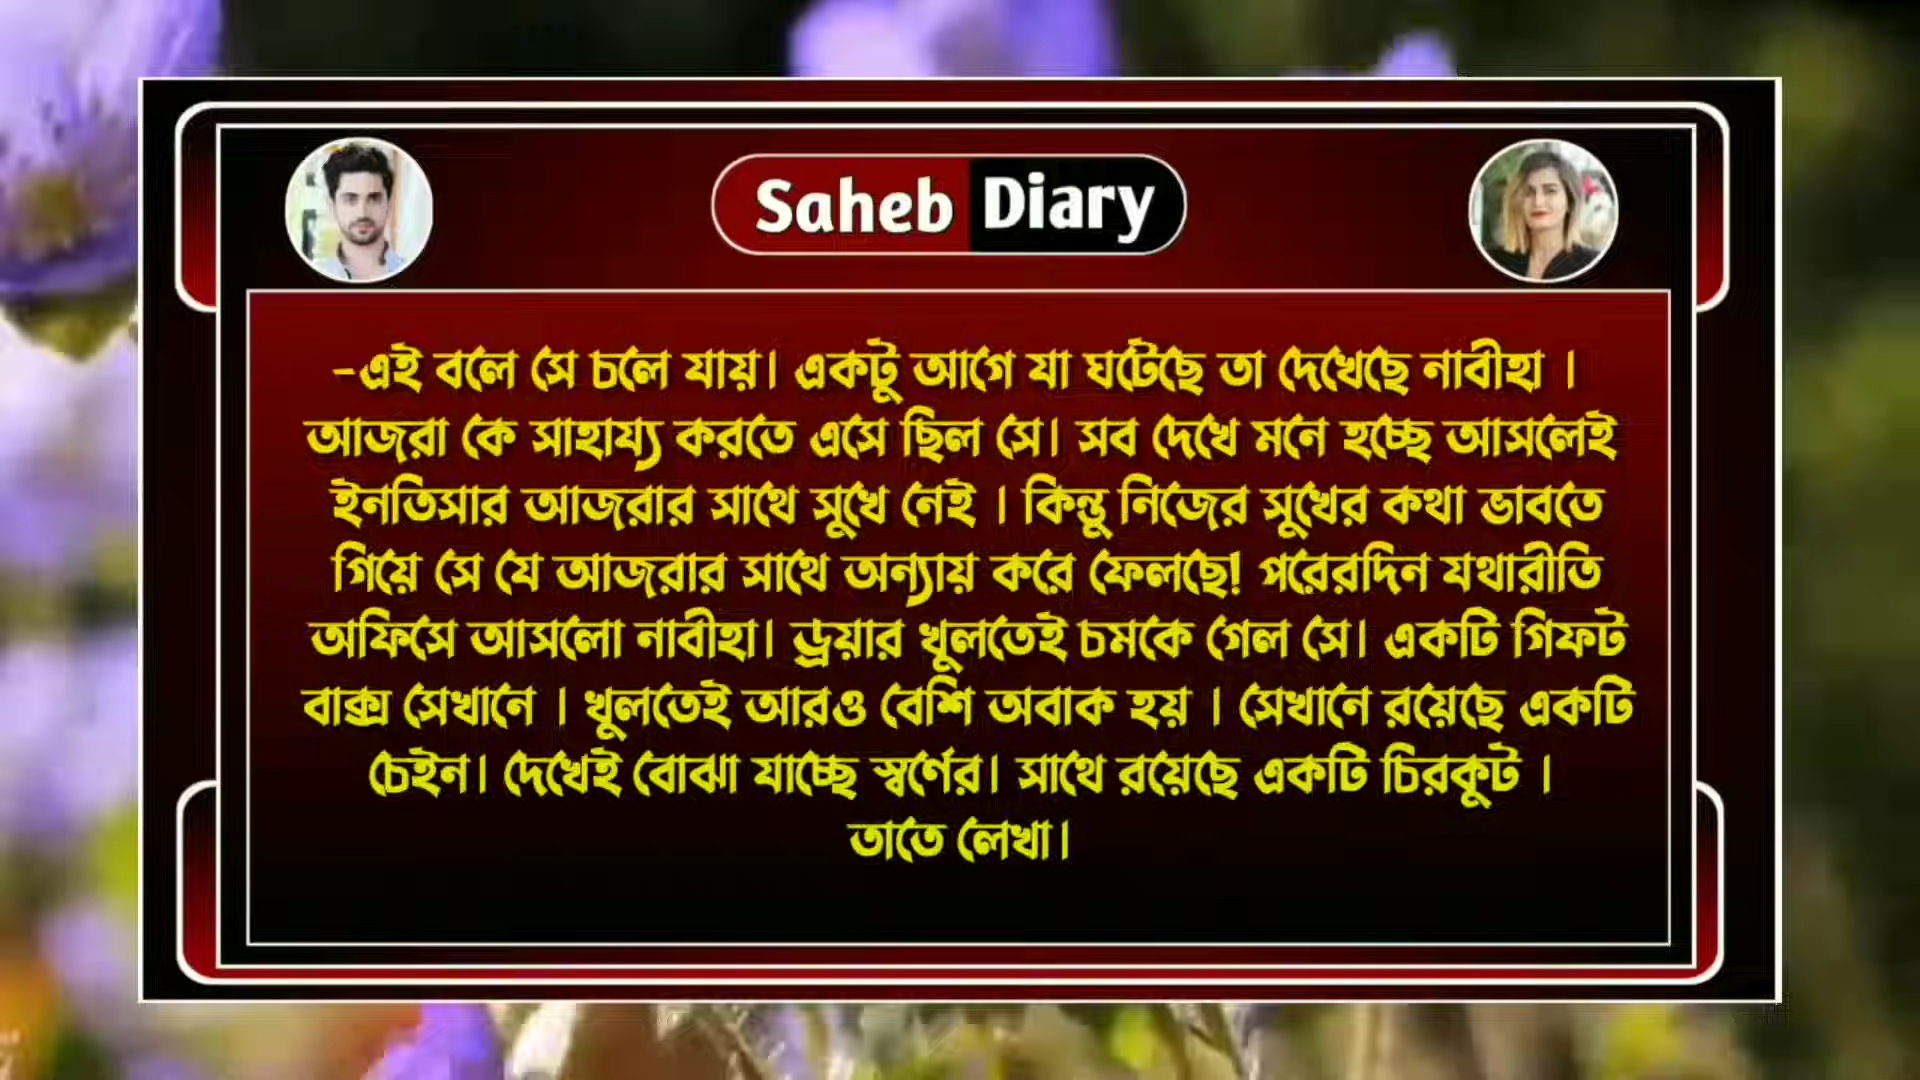 Saheb Diary
-এই বলে সে চলে যায়। একটু আগে যা ঘটেছে তা দেখেছে নাবীহা ।
আজরা কে সাহায্য করতে এসে ছিল সে। সব দেখে মনে হচ্ছে আসলেই
ইনতিসার আজরার সাথে সুখে নেই । কিন্তু নিজের সুখের কথা ভাবতে
গিয়ে সে যে আজরার সাথে অন্যায় করে ফেলছে! পরেরদিন যথারীতি
অফিসে আসলো নাবীহা। ড্রয়ার খুলতেই চমকে গেল সে। একটি গিফট
বাক্স সেখানে । খুলতেই আরও বেশি অবাক হয় । সেখানে রয়েছে একটি
চেইন। দেখেই বোঝা যাচ্ছে স্বর্ণের। সাথে রয়েছে একটি চিরকুট ।
তাতে লেখা।